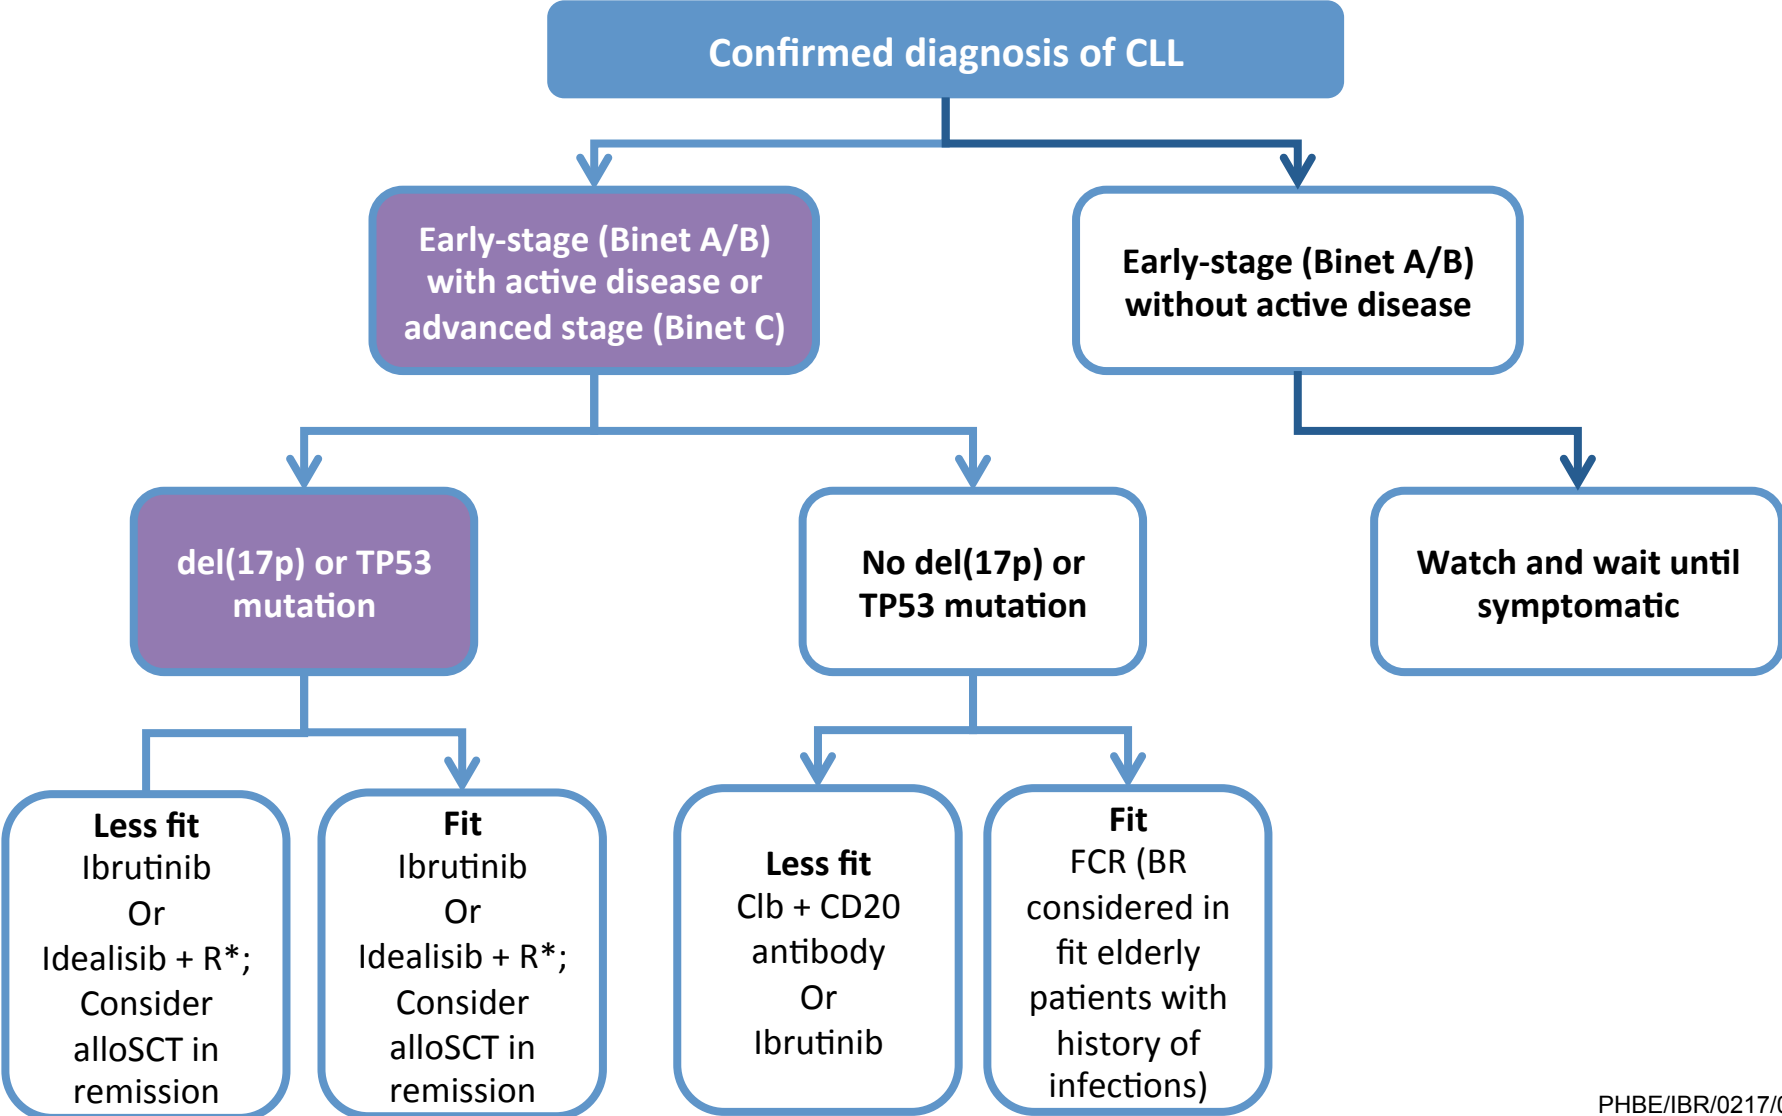 Confirmed diagnosis of CLL
Early-stage (Binet A/B)
with active disease or
advanced stage (Binet C)
Early-stage (Binet A/B)
without active disease
del(17p) or TP53
mutation
No del(17p) or
TP53 mutation
Watch and wait until
symptomatic
Less fit
Ibrutinib
Or
Idealisib + R*;
Consider
alloSCT in
remission
Fit
Ibrutinib
Or
Idealisib + R*;
Consider
alloSCT in
remission
Less fit
Clb + CD20
antibody
Or
Ibrutinib
Fit
FCR (BR
considered in
fit elderly
patients with
history of
infections)
PHBE/IBR/0217/0